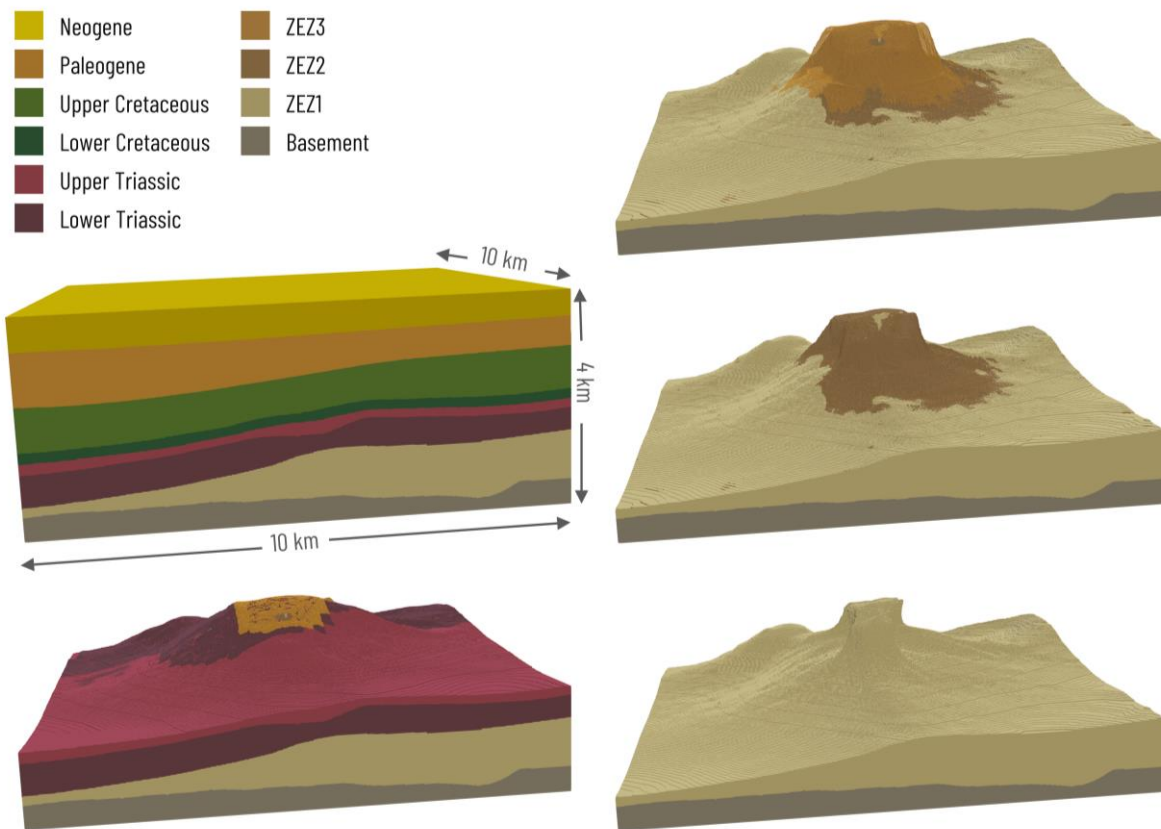 Neogene
Paleogene
Upper Cretaceous
Lower Cretaceous
Upper Triassic
Lower Triassic
ZEZ3
ZEZ2
ZEZ1
Basement
10 km
4 km
10 km